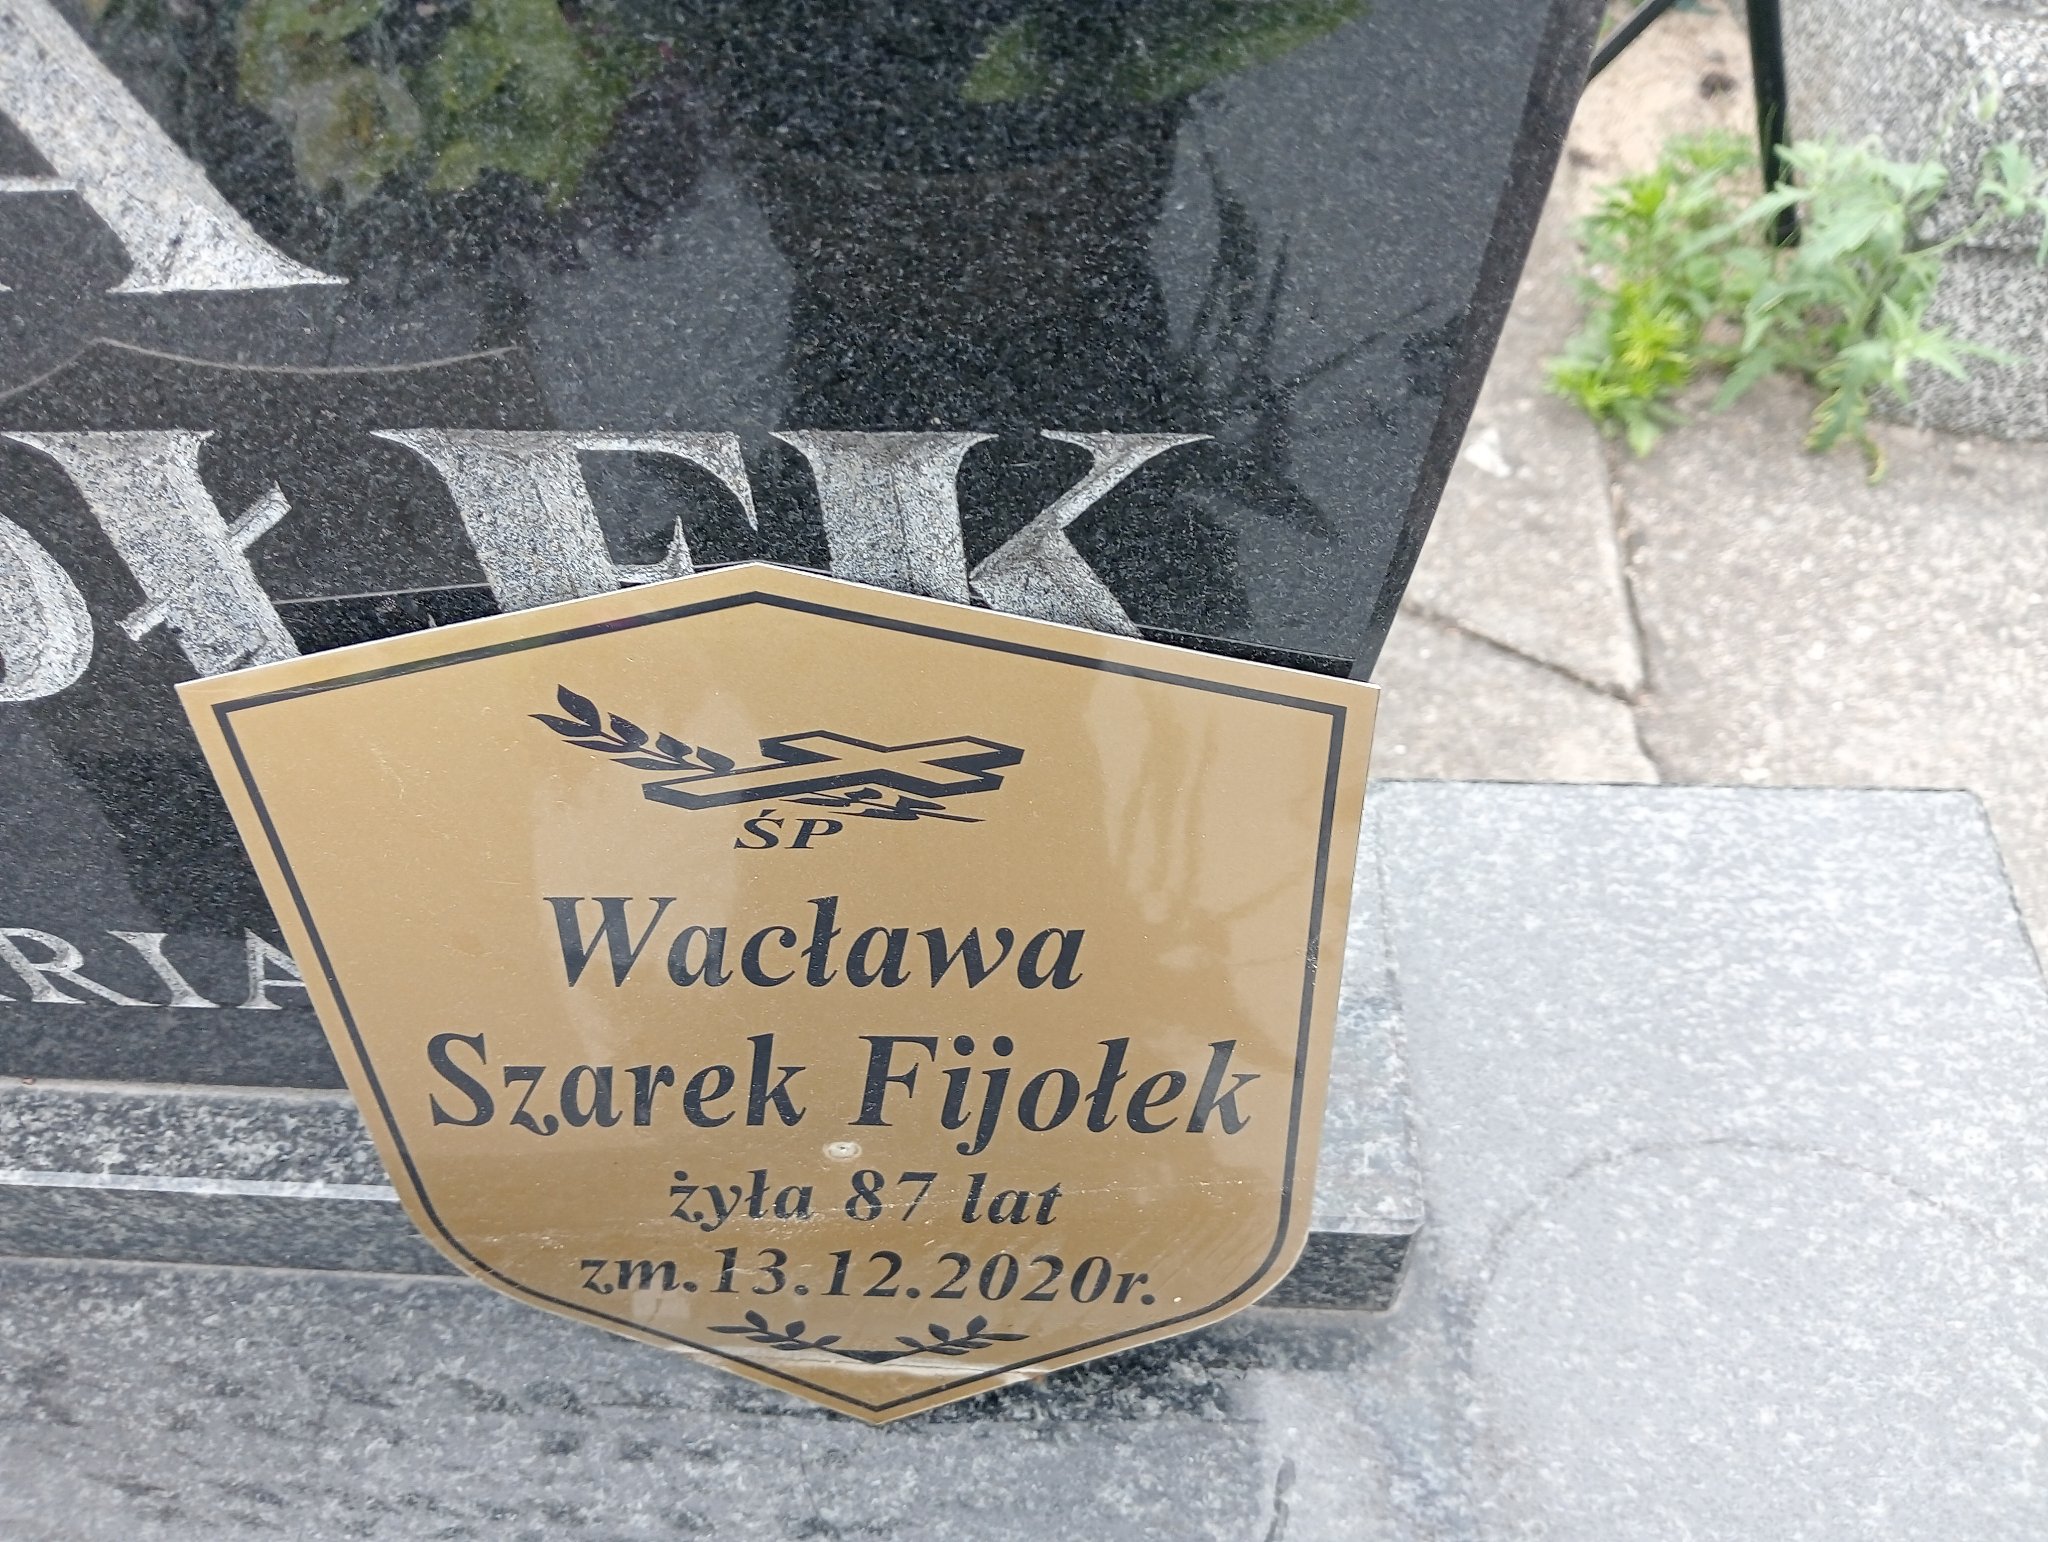 ŚP
Wacława
Szarek Fijołek
żyła 87 lat
zm.13.12.2020r.